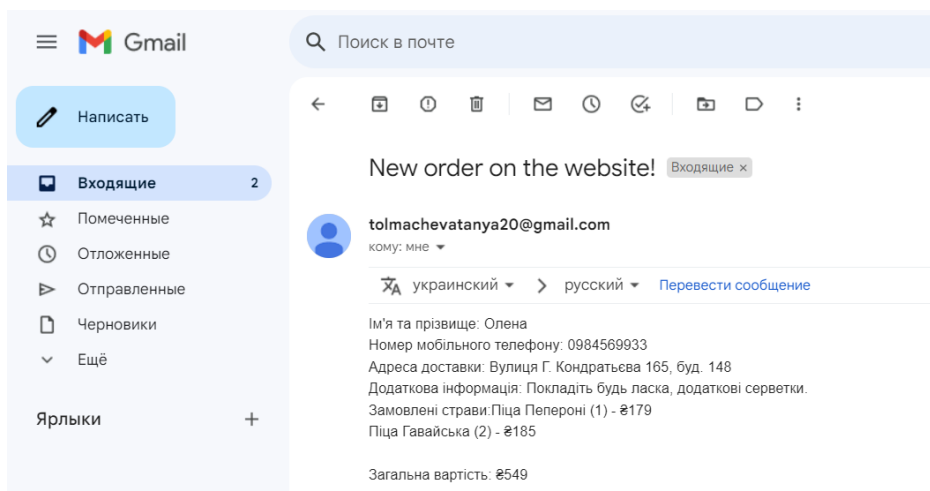 Gmail
Поиск в почте
Написать
Входящие 2
Помеченные
Отложенные
Отправленные
Черновики
Ещё
Ярлыки +
New order on the website! Входящие ×
tolmachevatanya20@gmail.com
кому: мне
украинский > русский Перевести сообщение
Ім'я та прізвище: Олена
Номер мобільного телефону: 0984569933
Адреса доставки: Вулиця Г. Кондратьєва 165, буд. 148
Додаткова інформація: Покладіть будь ласка, додаткові серветки.
Замовлені страви:Піца Пепероні (1) - ₴179
Піца Гавайська (2) - ₴185
Загальна вартість: ₴549